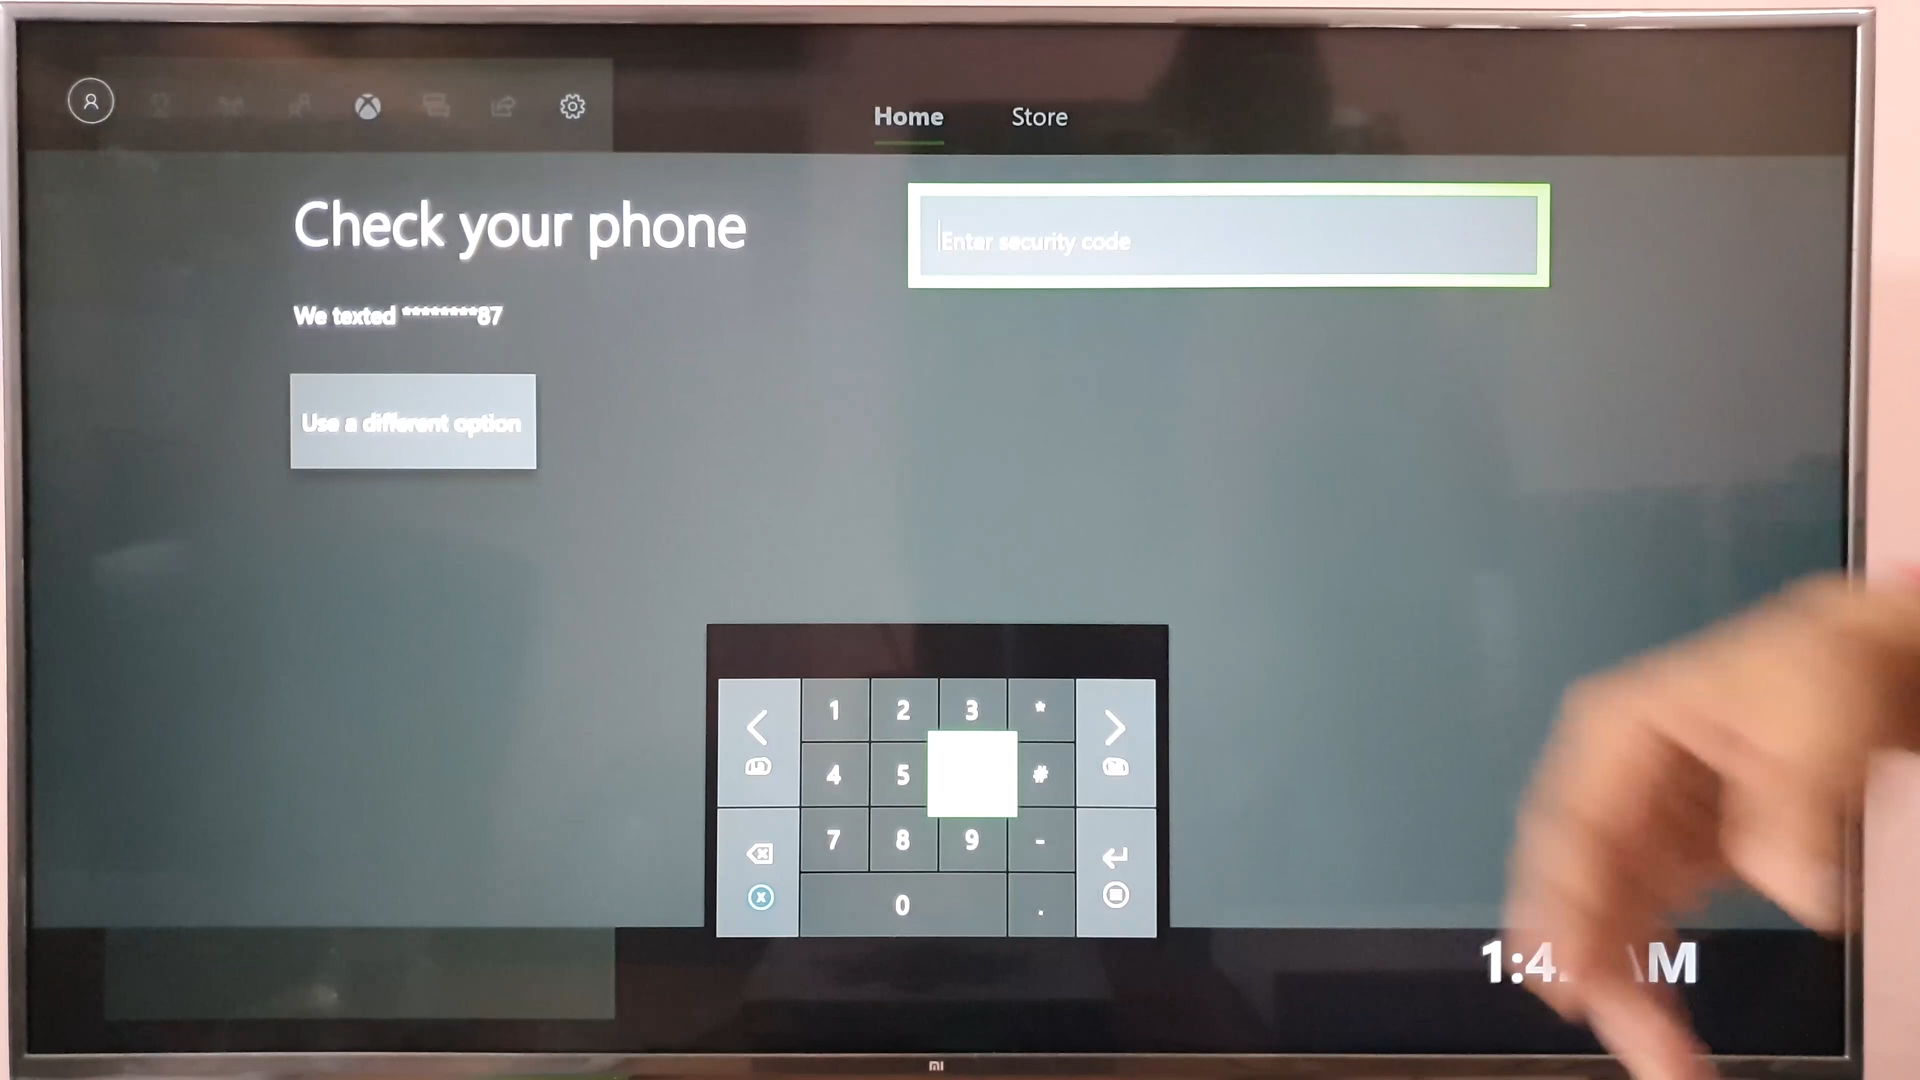 Home Store
Check your phone
Enter security code
We texted ********87
Use a different option
1 2 3 *
4 5 #
7 8 9 -
X
0 .
mi